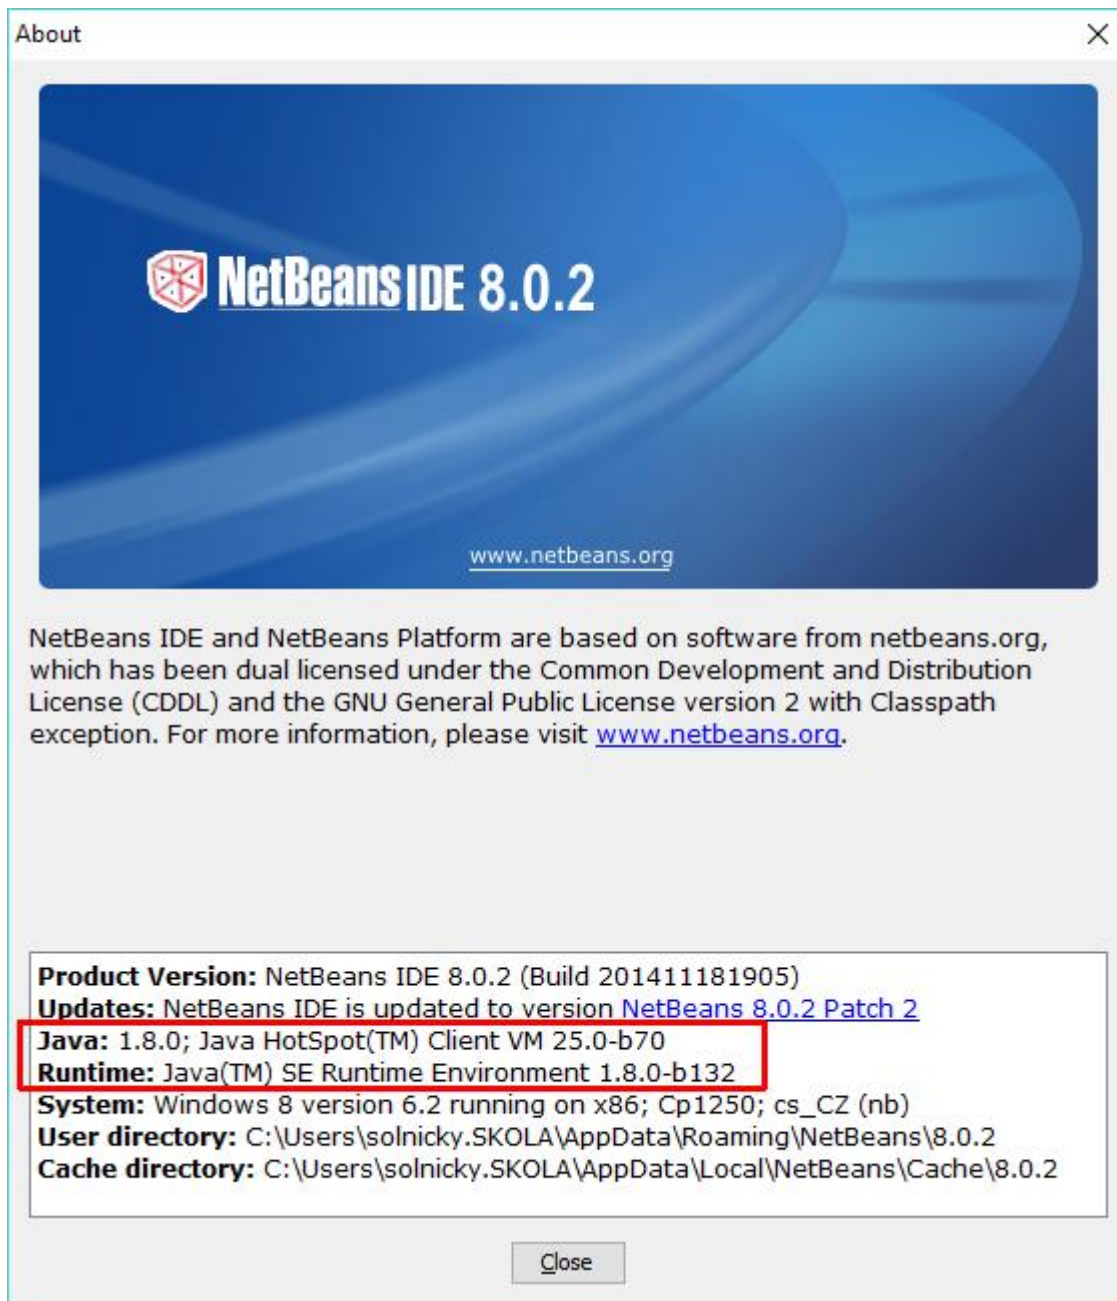 About
NetBeans IDE 8.0.2
www.netbeans.org
NetBeans IDE and NetBeans Platform are based on software from netbeans.org,
which has been dual licensed under the Common Development and Distribution
License (CDDL) and the GNU General Public License version 2 with Classpath
exception. For more information, please visit www.netbeans.org.
Product Version: NetBeans IDE 8.0.2 (Build 201411181905)
Updates: NetBeans IDE is updated to version NetBeans 8.0.2 Patch 2
Java: 1.8.0; Java HotSpot(TM) Client VM 25.0-b70
Runtime: Java(TM) SE Runtime Environment 1.8.0-b132
System: Windows 8 version 6.2 running on x86; Cp1250; cs_CZ (nb)
User directory: C:\Users\solnicky.SKOLA\AppData\Roaming\NetBeans\8.0.2
Cache directory: C:\Users\solnicky.SKOLA\AppData\Local\NetBeans\Cache\8.0.2
Close